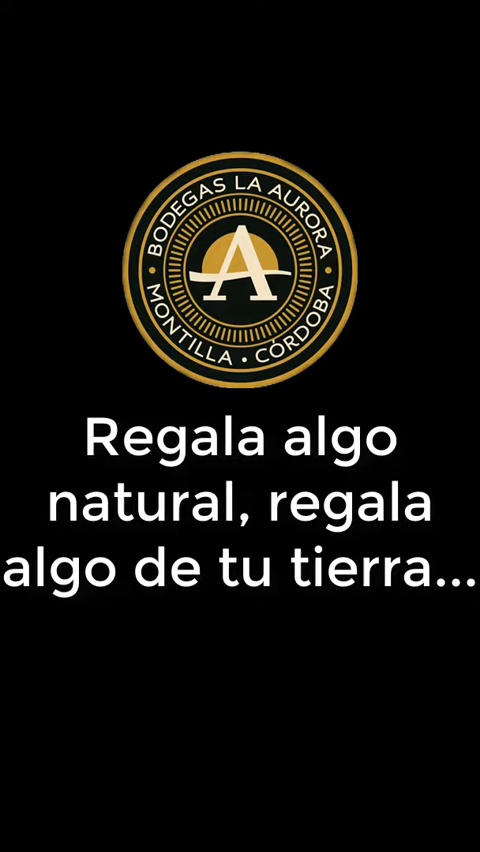 BODEGAS LA AURORA
A
MONTILLA • CÓRDOBA
Regala algo
natural, regala
algo de tu tierra...